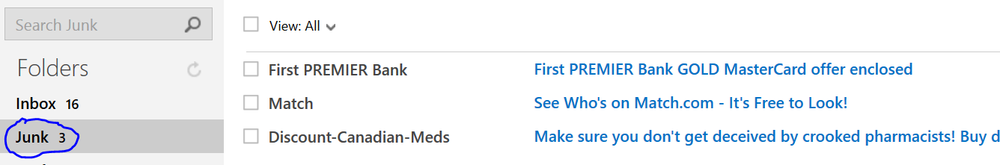 Search Junk
View: All
Folders
First PREMIER Bank First PREMIER Bank GOLD MasterCard offer enclosed
Inbox 16
Match See Who's on Match.com - It's Free to Look!
Junk 3
Discount-Canadian-Meds Make sure you don't get deceived by crooked pharmacists! Buy d